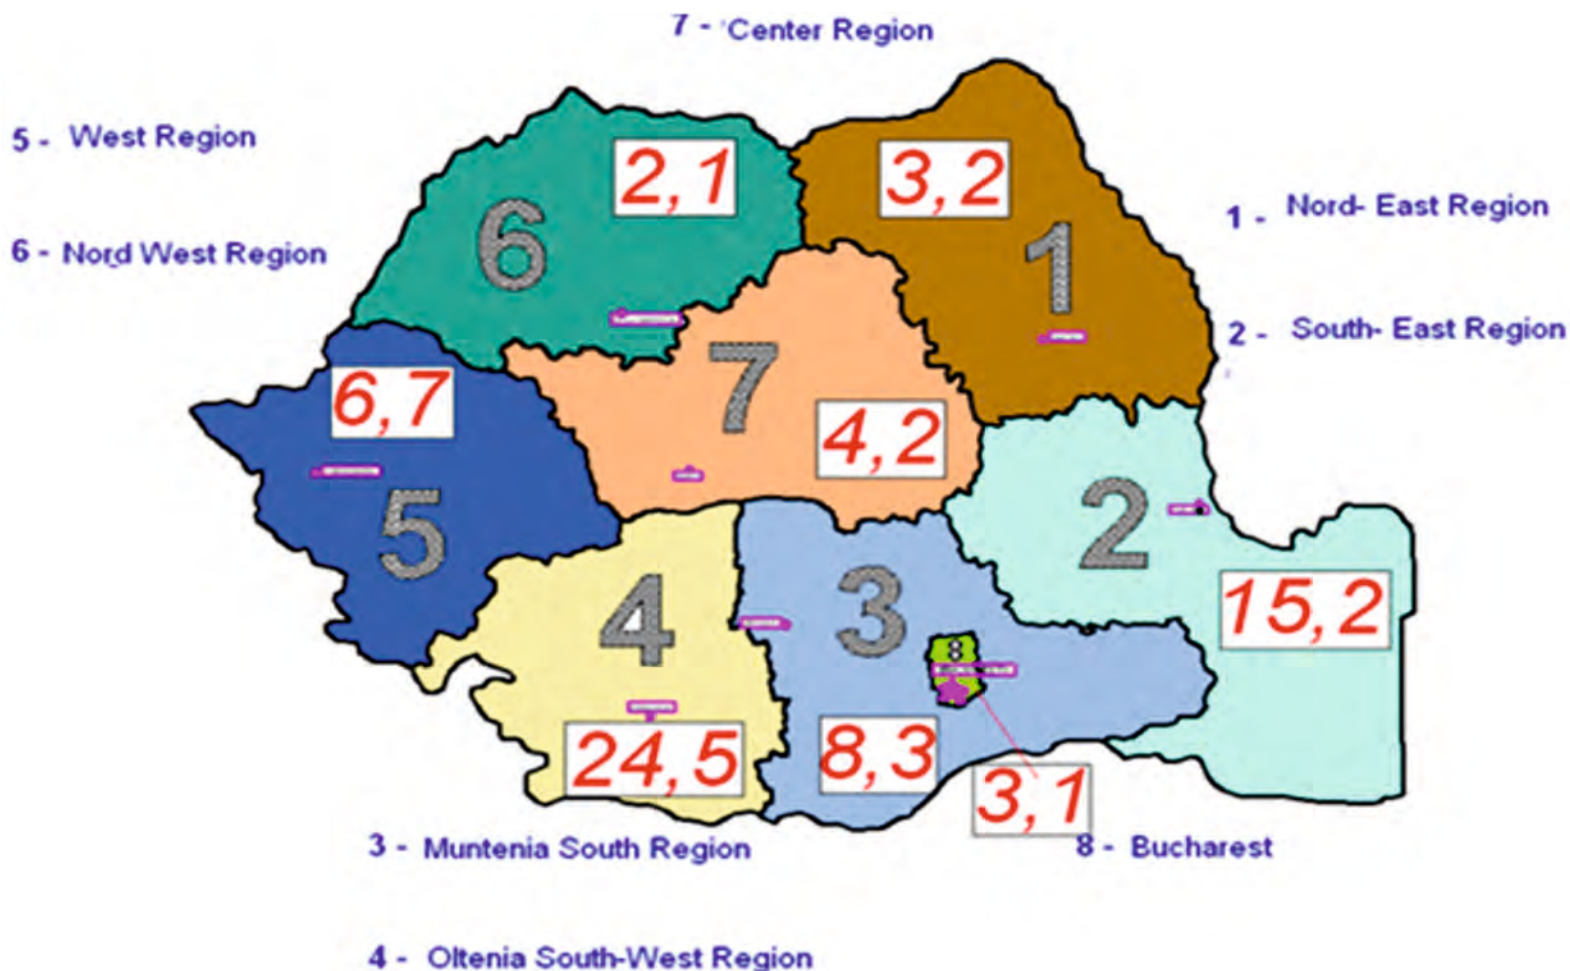 7 - Center Region
5 - West Region
2,1
3,2
6
1
1 - Nord- East Region
6 - Nord West Region
2 - South- East Region
7
6,7
4,2
5
2
15,2
4
3
8
24,5
8,3
3,1
3 - Muntenia South Region
8 - Bucharest
4 - Oltenia South-West Region